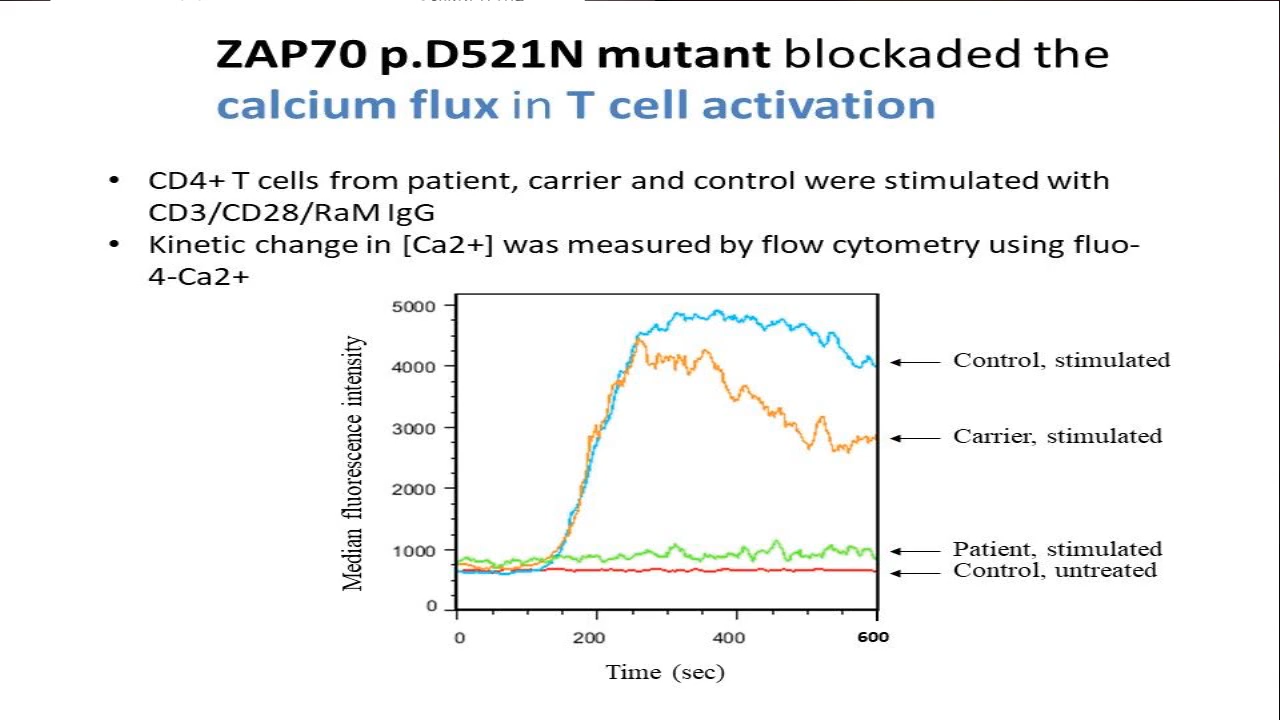 ZAP70 p.D521N mutant blockaded the
calcium flux in T cell activation
• CD4+ T cells from patient, carrier and control were stimulated with
CD3/CD28/RaM IgG
• Kinetic change in [Ca2+] was measured by flow cytometry using fluo-
4-Ca2+
Median fluorescence intensity
5000
4000
3000
2000
1000
0
0
200
400
600
Time (sec)
Control, stimulated
Carrier, stimulated
Patient, stimulated
Control, untreated